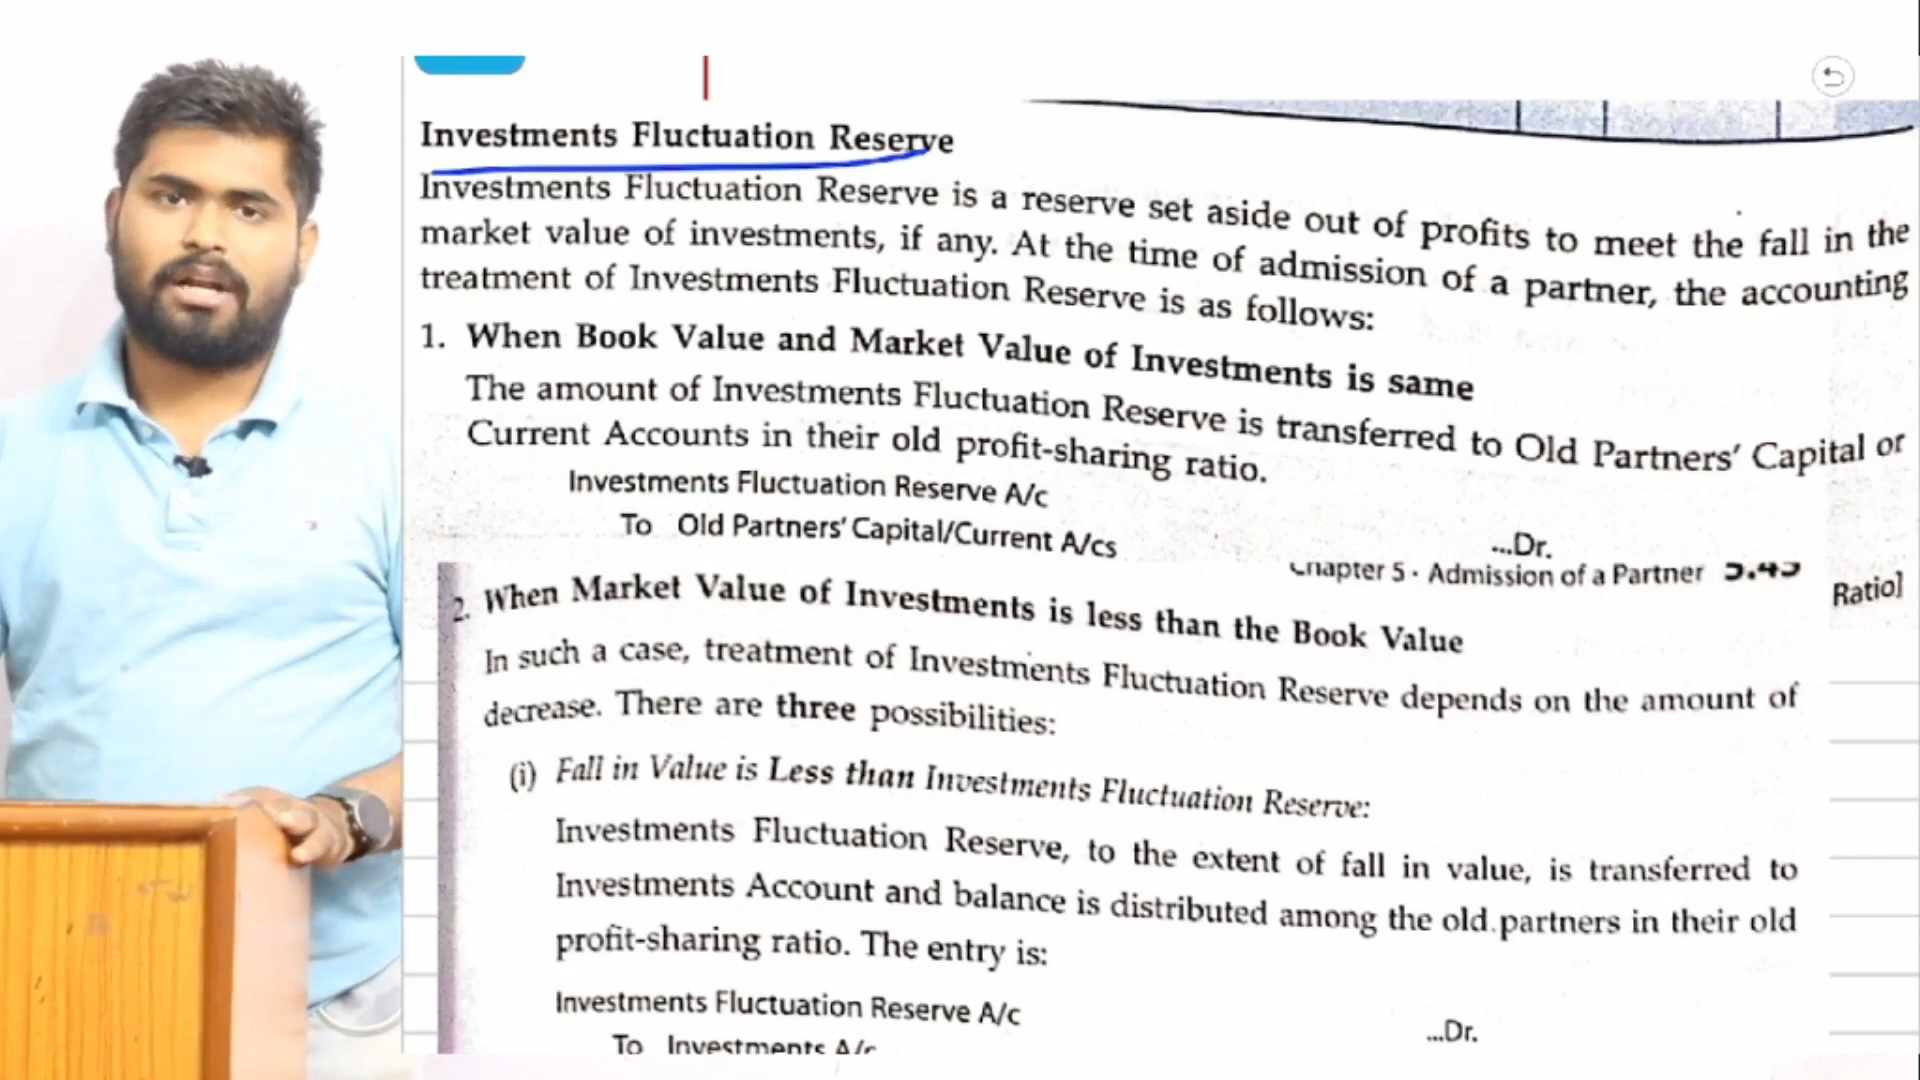 Investments Fluctuation Reserve
Investments Fluctuation Reserve is a reserve set aside out of profits to meet the fall in the
market value of investments, if any. At the time of admission of a partner, the accounting
treatment of Investments Fluctuation Reserve is as follows:
1. When Book Value and Market Value of Investments is same
The amount of Investments Fluctuation Reserve is transferred to Old Partners' Capital or
Current Accounts in their old profit-sharing ratio.
Investments Fluctuation Reserve A/c ...Dr.
To Old Partners' Capital/Current A/cs
Ratio]
Chapter 5 · Admission of a Partner
2. When Market Value of Investments is less than the Book Value
In such a case, treatment of Investments Fluctuation Reserve depends on the amount of
decrease. There are three possibilities:
(i) Fall in Value is Less than Investments Fluctuation Reserve:
Investments Fluctuation Reserve, to the extent of fall in value, is transferred to
Investments Account and balance is distributed among the old partners in their old
profit-sharing ratio. The entry is:
Investments Fluctuation Reserve A/c ...Dr.
To Investments A/c